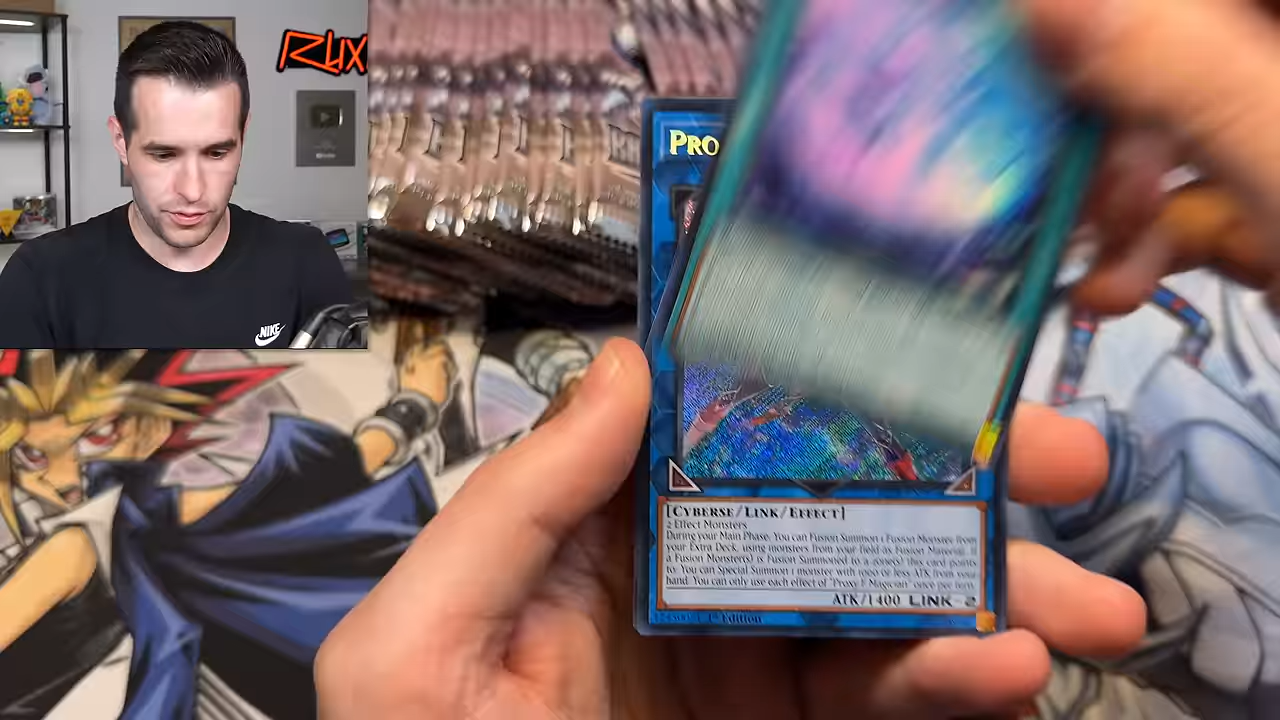 Rux
NIKE
Pro
[Cyberse/Link/Effect]
2 Effect Monsters
During your Main Phase: You can Fusion Summon 1 Fusion Monster from
your Extra Deck, using monsters from your field as Fusion Material. If
a Fusion Monster(s) is Fusion Summoned to a zone(s) this card points
to: You can Special Summon 1 monster with 1000 or less ATK from your
hand. You can only use each effect of "Proxy F Magician" once per turn.
ATK/1400 LINK-2
1st Edition